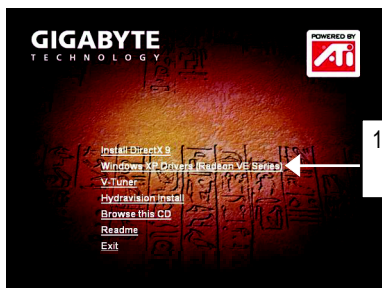 GIGABYTE
TECHNOLOGY
POWERED BY
ATi
Install DirectX 9
Windows XP Drivers (Redeon VE Series)
1
V-Tuner
Hydravision Install
Browse this CD
Readme
Exit